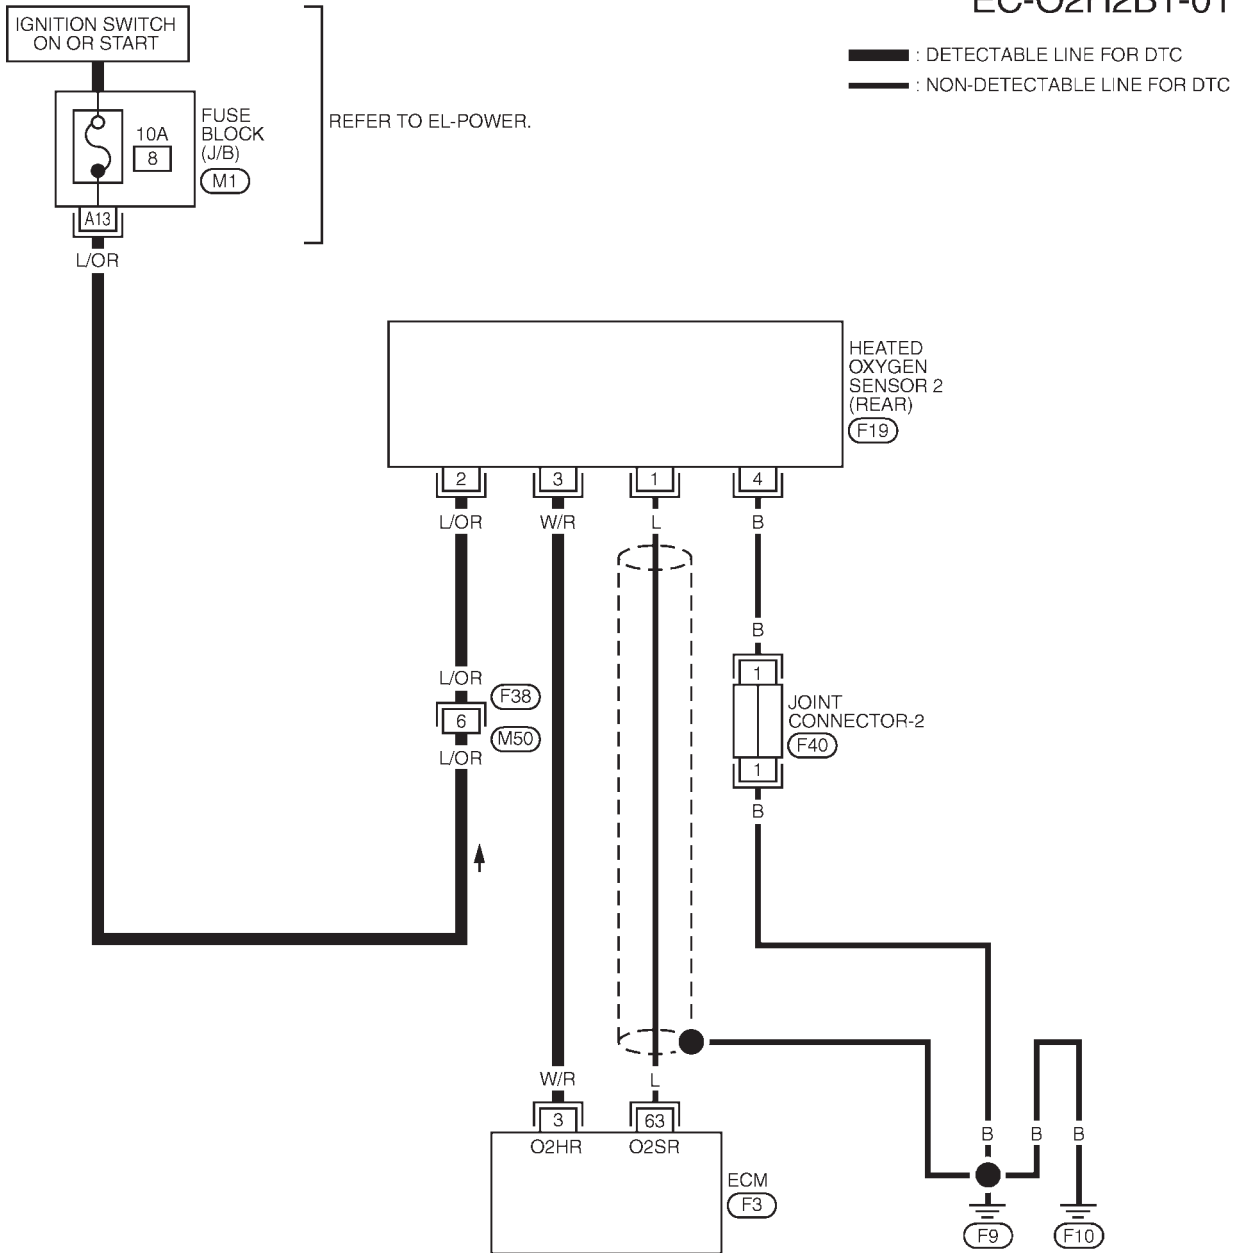 EC-O2H2B1-01
IGNITION SWITCH
ON OR START
: DETECTABLE LINE FOR DTC
: NON-DETECTABLE LINE FOR DTC
10A
8
FUSE
BLOCK
(J/B)
M1
REFER TO EL-POWER.
A13
L/OR
HEATED
OXYGEN
SENSOR 2
(REAR)
F19
2
3
1
4
L/OR
W/R
L
B
B
L/OR
F38
6
M50
L/OR
1
JOINT
CONNECTOR-2
F40
1
B
W/R
L
3
63
O2HR
O2SR
ECM
F3
B
B
B
F9
F10